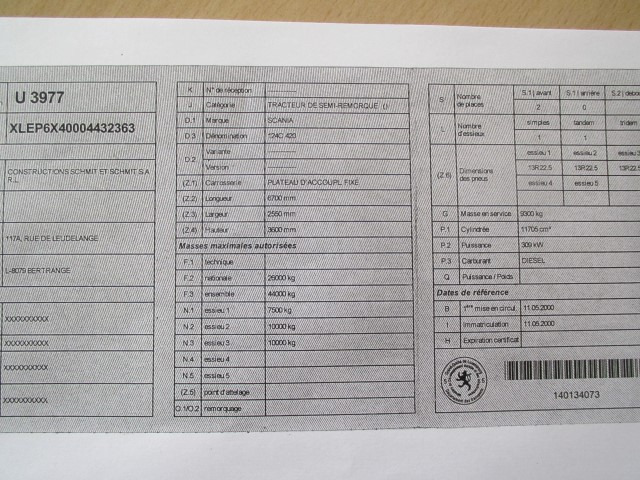 U 3977
XLEP6X40004432363
CONSTRUCTIONS SCHMIT ET SCHMIT S.A
R.L.
117A, RUE DE LEUDELANGE
L-8079 BERTRANGE
XXXXXXXXXX
XXXXXXXXXX
XXXXXXXXXX
XXXXXXXXXX
K N° de réception ----------
J Catégorie TRACTEUR DE SEMI-REMORQUE ()
D.1 Marque SCANIA
D.3 Dénomination 124C 420
D.2 Variante ----------
Version ----------
(Z.1) Carrosserie PLATEAU D'ACCOUPL FIXE
(Z.2) Longueur 6700 mm
(Z.3) Largeur 2550 mm
(Z.4) Hauteur 3600 mm
Masses maximales autorisées
F.1 technique
F.2 nationale 26000 kg
F.3 ensemble 44000 kg
N.1 essieu 1 7500 kg
N.2 essieu 2 10000 kg
N.3 essieu 3 10000 kg
N.4 essieu 4
N.5 essieu 5
(Z.5) point d'attelage
O.1/O.2 remorquage
S Nombre de places S.1 | avant S.1 | arrière S.2 | debout
2 0
L Nombre d'essieux simples tandem tridem
1 1
(Z.6) Dimensions des pneus essieu 1 essieu 2 essieu 3
13R22.5 13R22.5 13R22.5
essieu 4 essieu 5
G Masse en service 9300 kg
P.1 Cylindrée 11705 cm³
P.2 Puissance 309 kW
P.3 Carburant DIESEL
Q Puissance / Poids
Dates de référence
B 1ère mise en circul. 11.05.2000
I Immatriculation 11.05.2000
H Expiration certificat
140134073